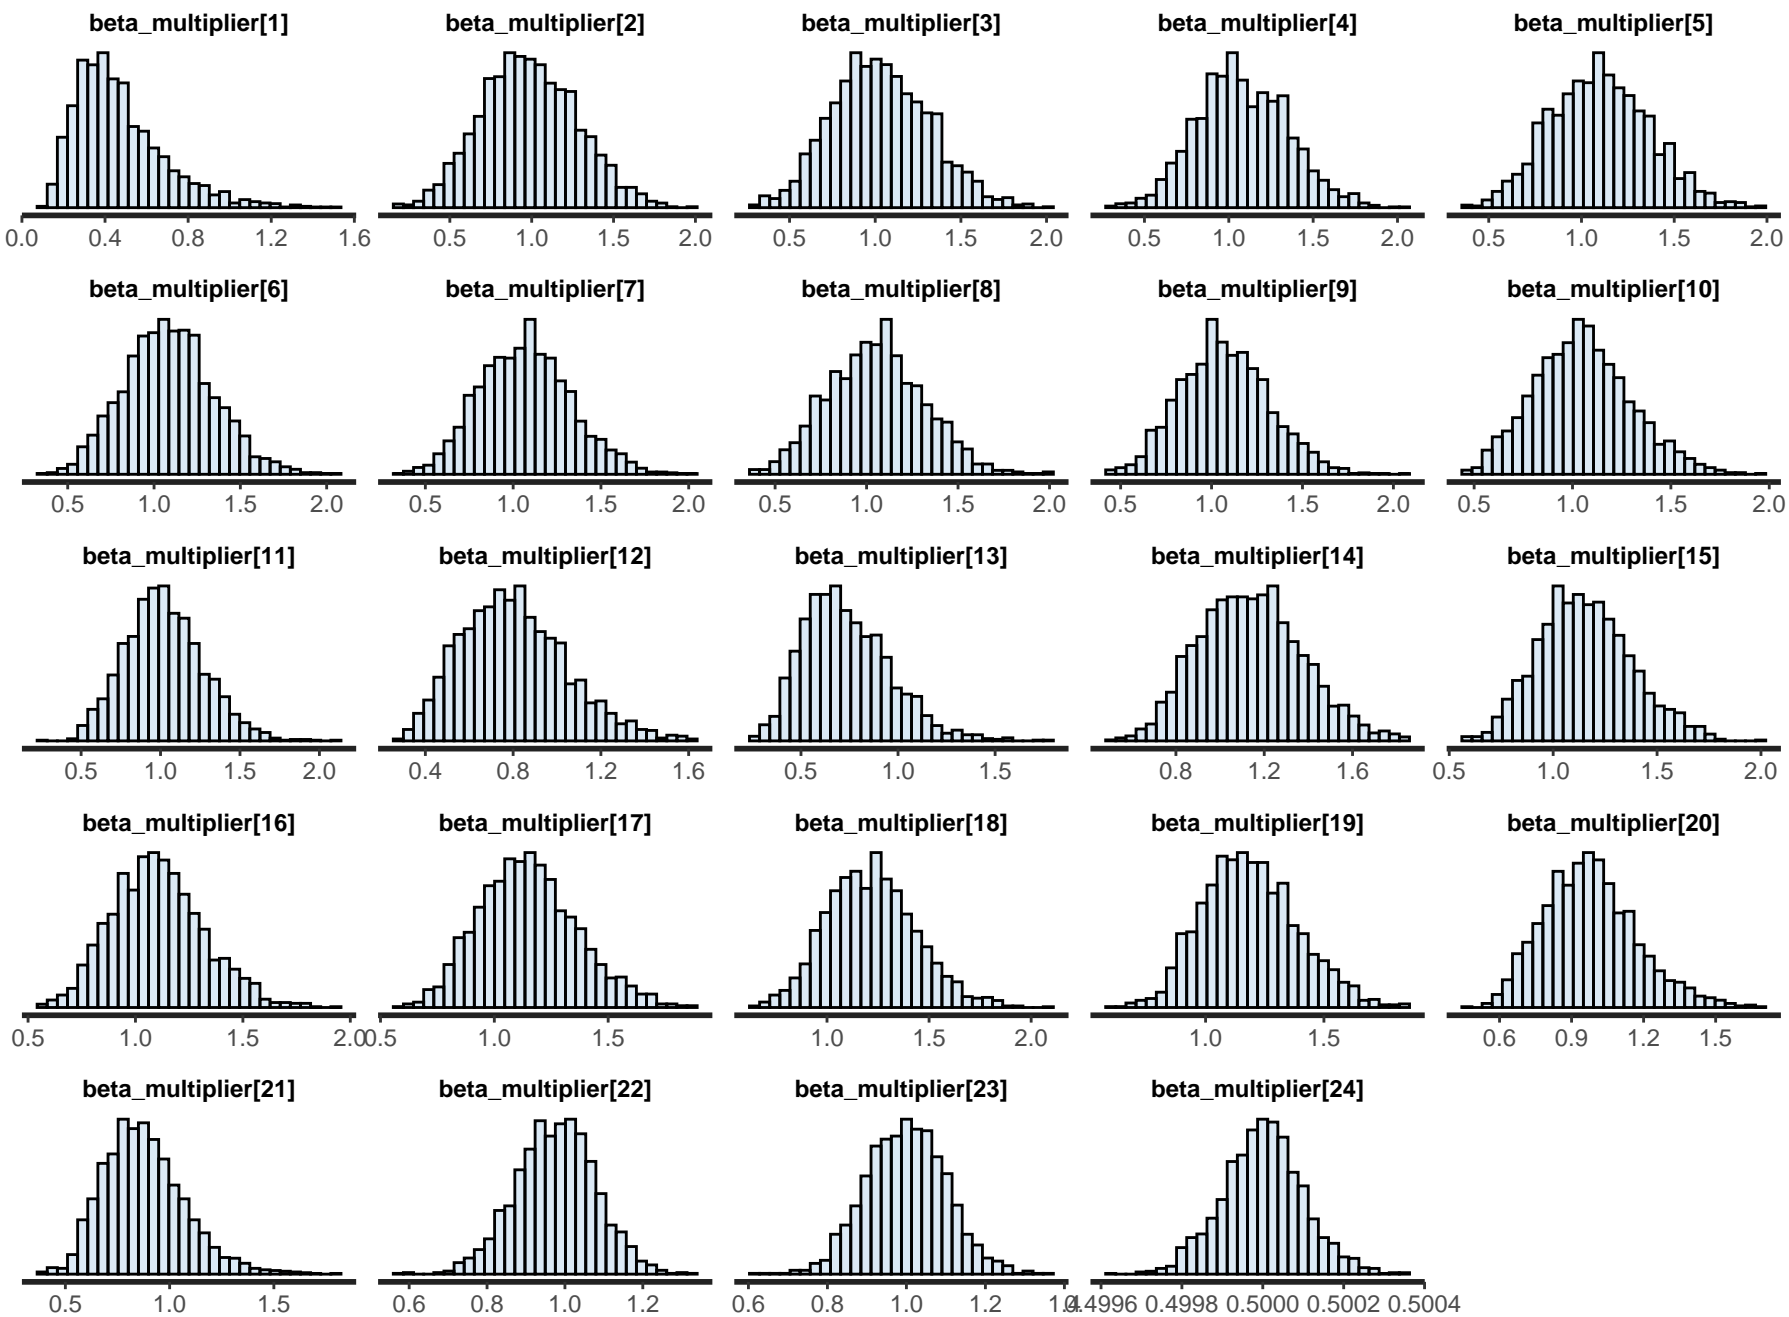 beta_multiplier[1] beta_multiplier[2] beta_multiplier[3] beta_multiplier[4] beta_multiplier[5]
0.0 0.4 0.8 1.2 1.6 0.5 1.0 1.5 2.0 0.5 1.0 1.5 2.0 0.5 1.0 1.5 2.0 0.5 1.0 1.5 2.0
beta_multiplier[6] beta_multiplier[7] beta_multiplier[8] beta_multiplier[9] beta_multiplier[10]
0.5 1.0 1.5 2.0 0.5 1.0 1.5 2.0 0.5 1.0 1.5 2.0 0.5 1.0 1.5 2.0 0.5 1.0 1.5 2.0
beta_multiplier[11] beta_multiplier[12] beta_multiplier[13] beta_multiplier[14] beta_multiplier[15]
0.5 1.0 1.5 2.0 0.4 0.8 1.2 1.6 0.5 1.0 1.5 0.8 1.2 1.6 0.5 1.0 1.5 2.0
beta_multiplier[16] beta_multiplier[17] beta_multiplier[18] beta_multiplier[19] beta_multiplier[20]
0.5 1.0 1.5 2.0 0.5 1.0 1.5 1.0 1.5 2.0 1.0 1.5 0.6 0.9 1.2 1.5
beta_multiplier[21] beta_multiplier[22] beta_multiplier[23] beta_multiplier[24]
0.5 1.0 1.5 0.6 0.8 1.0 1.2 0.6 0.8 1.0 1.2 1.4 0.4996 0.4998 0.5000 0.5002 0.5004